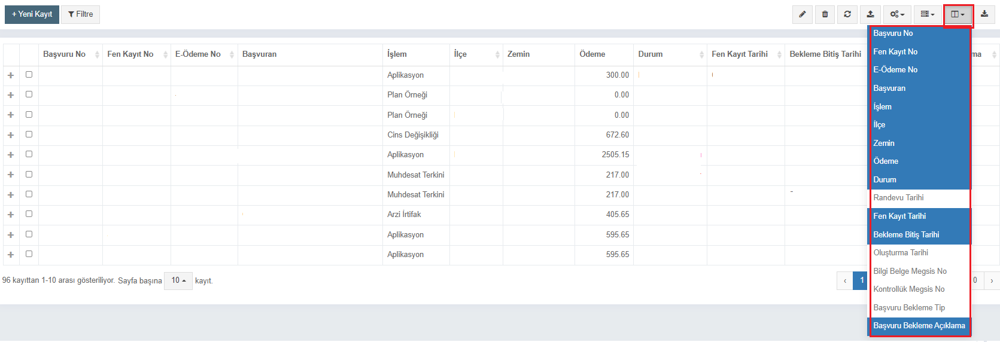 + Yeni Kayıt Filtre
Başvuru No Fen Kayıt No E-Ödeme No Başvuran İşlem İlçe Zemin Ödeme Durum Fen Kayıt Tarihi Bekleme Bitiş Tarihi ma
Aplikasyon 300.00
Plan Örneği 0.00
Plan Örneği 0.00
Cins Değişikliği 672.60
Aplikasyon 2505.15
Muhdesat Terkini 217.00
Muhdesat Terkini 217.00
Arzi İrtifak 405.65
Aplikasyon 595.65
Aplikasyon 595.65
96 kayıttan 1-10 arası gösteriliyor. Sayfa başına 10 kayıt.
‹ 1 0 ›
Başvuru No
Fen Kayıt No
E-Ödeme No
Başvuran
İşlem
İlçe
Zemin
Ödeme
Durum
Randevu Tarihi
Fen Kayıt Tarihi
Bekleme Bitiş Tarihi
Oluşturma Tarihi
Bilgi Belge Megsis No
Kontrollük Megsis No
Başvuru Bekleme Tip
Başvuru Bekleme Açıklama